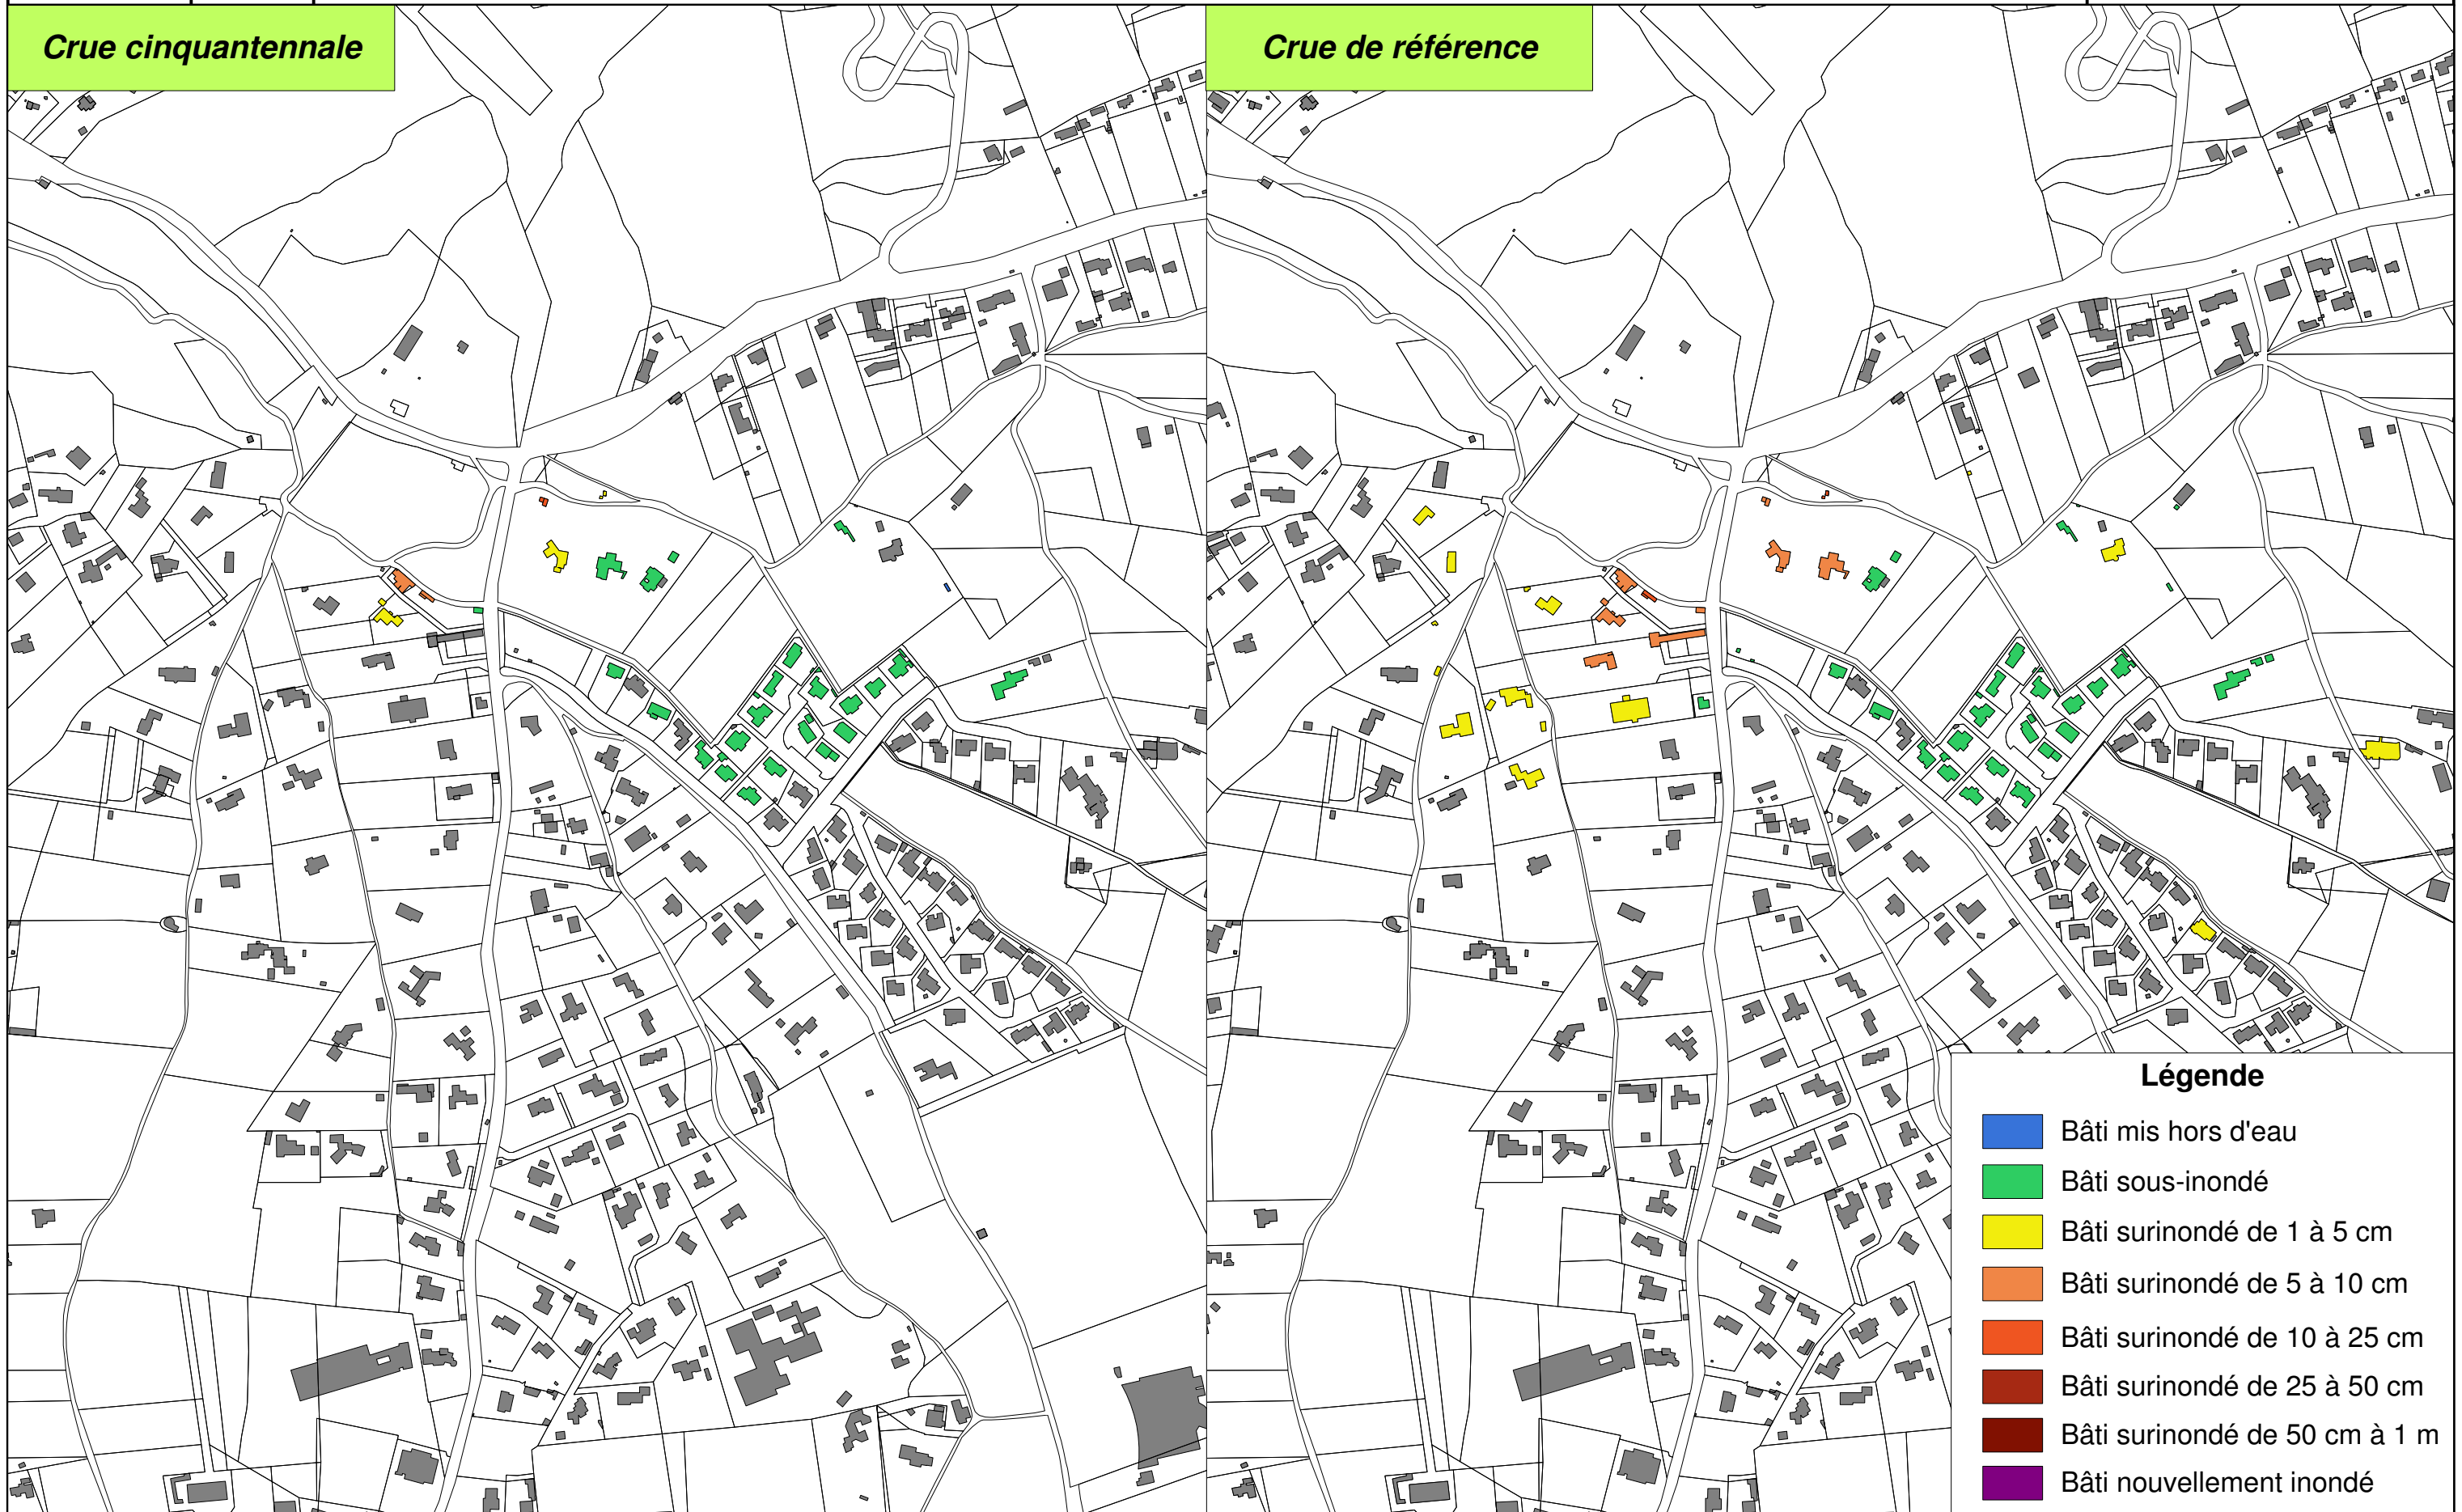 Crue cinquantennale
Crue de référence
Légende
Bâti mis hors d'eau
Bâti sous-inondé
Bâti surinondé de 1 à 5 cm
Bâti surinondé de 5 à 10 cm
Bâti surinondé de 10 à 25 cm
Bâti surinondé de 25 à 50 cm
Bâti surinondé de 50 cm à 1 m
Bâti nouvellement inondé